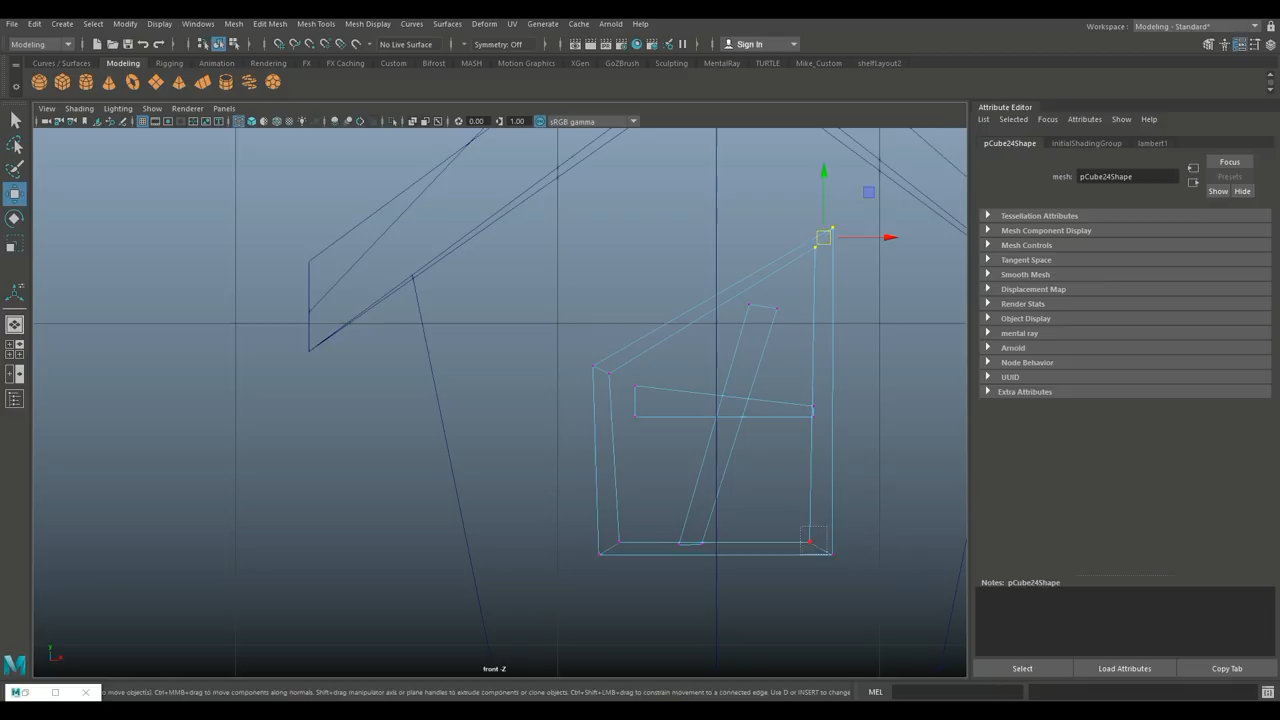 File Edit Create Select Modify Display Windows Mesh Edit Mesh Mesh Tools Mesh Display Curves Surfaces Deform UV Generate Cache Arnold Help
Workspace : Modeling - Standard*
Modeling No Live Surface Symmetry: Off Sign In
Curves / Surfaces Modeling Rigging Animation Rendering FX FX Caching Custom Bifrost MASH Motion Graphics XGen GoZBrush Sculpting MentalRay TURTLE Mike_Custom shelfLayout2
View Shading Lighting Show Renderer Panels
0.00 1.00 sRGB gamma
front -Z
Attribute Editor
List Selected Focus Attributes Show Help
pCube24Shape initialShadingGroup lambert1
mesh: pCube24Shape
Focus
Presets
Show Hide
Tessellation Attributes
Mesh Component Display
Mesh Controls
Tangent Space
Smooth Mesh
Displacement Map
Render Stats
Object Display
mental ray
Arnold
Node Behavior
UUID
Extra Attributes
Notes: pCube24Shape
Select Load Attributes Copy Tab
to move object(s). Ctrl+MMB+drag to move components along normals. Shift+drag manipulator axis or plane handles to extrude components or clone objects. Ctrl+Shift+LMB+drag to constrain movement to a connected edge. Use D or INSERT to change
MEL